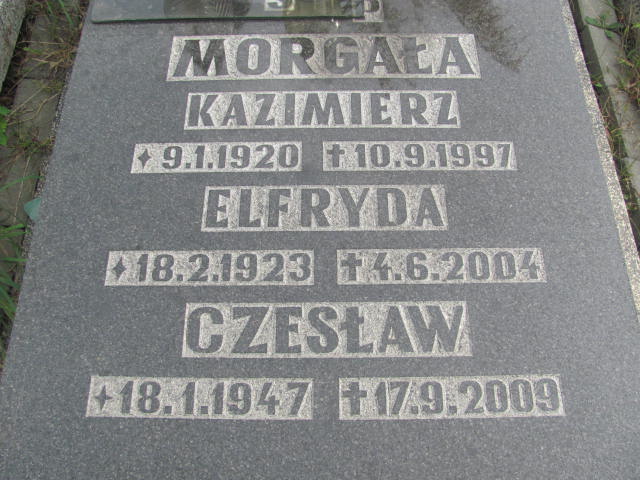 P
MORGAŁA
KAZIMIERZ
✦9.1.1920 ✝10.9.1997
ELFRYDA
✦18.2.1923 ✝4.6.2004
CZESŁAW
✦18.1.1947 ✝17.9.2009